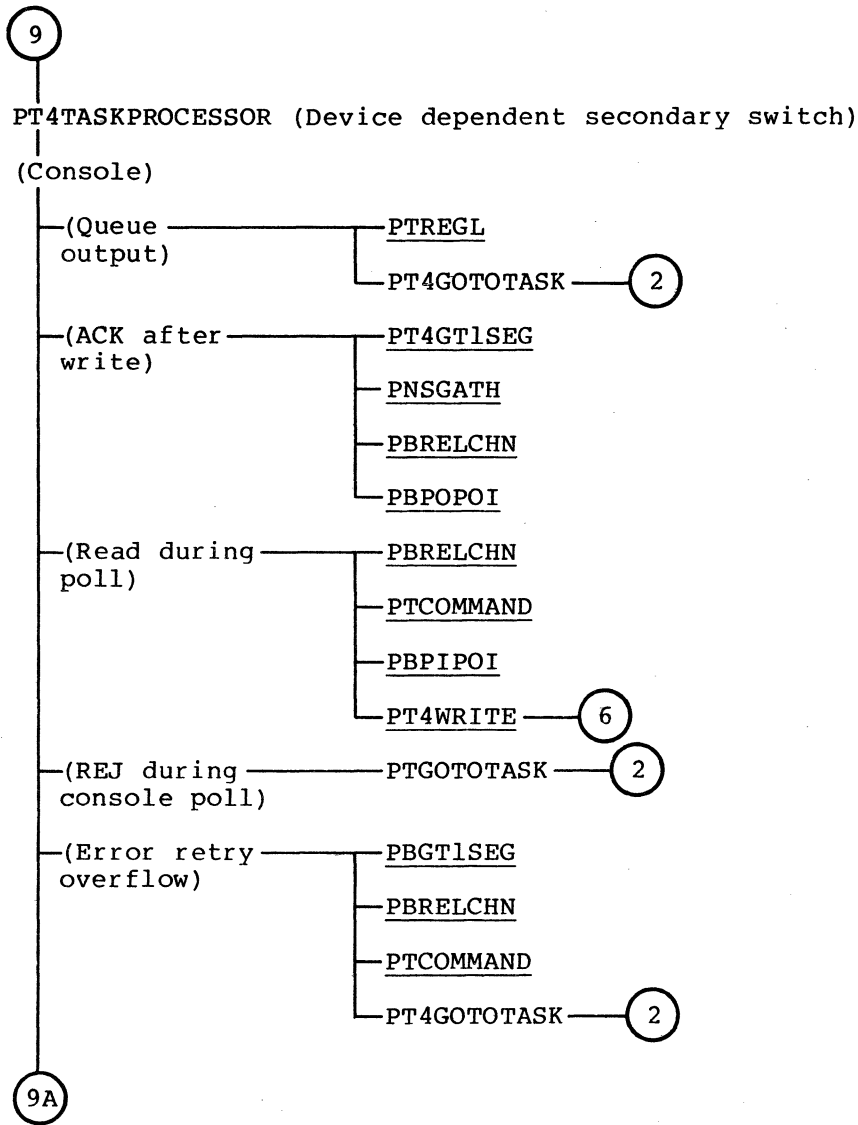 9
PT4TASKPROCESSOR (Device dependent secondary switch)
(Console)
(Queue output)
PTREGL
PT4GOTOTASK
2
(ACK after write)
PT4GT1SEG
PNSGATH
PBRELCHN
PBPOPOI
(Read during poll)
PBRELCHN
PTCOMMAND
PBPIPOI
PT4WRITE
6
(REJ during console poll)
PTGOTOTASK
2
(Error retry overflow)
PBGT1SEG
PBRELCHN
PTCOMMAND
PT4GOTOTASK
2
9A